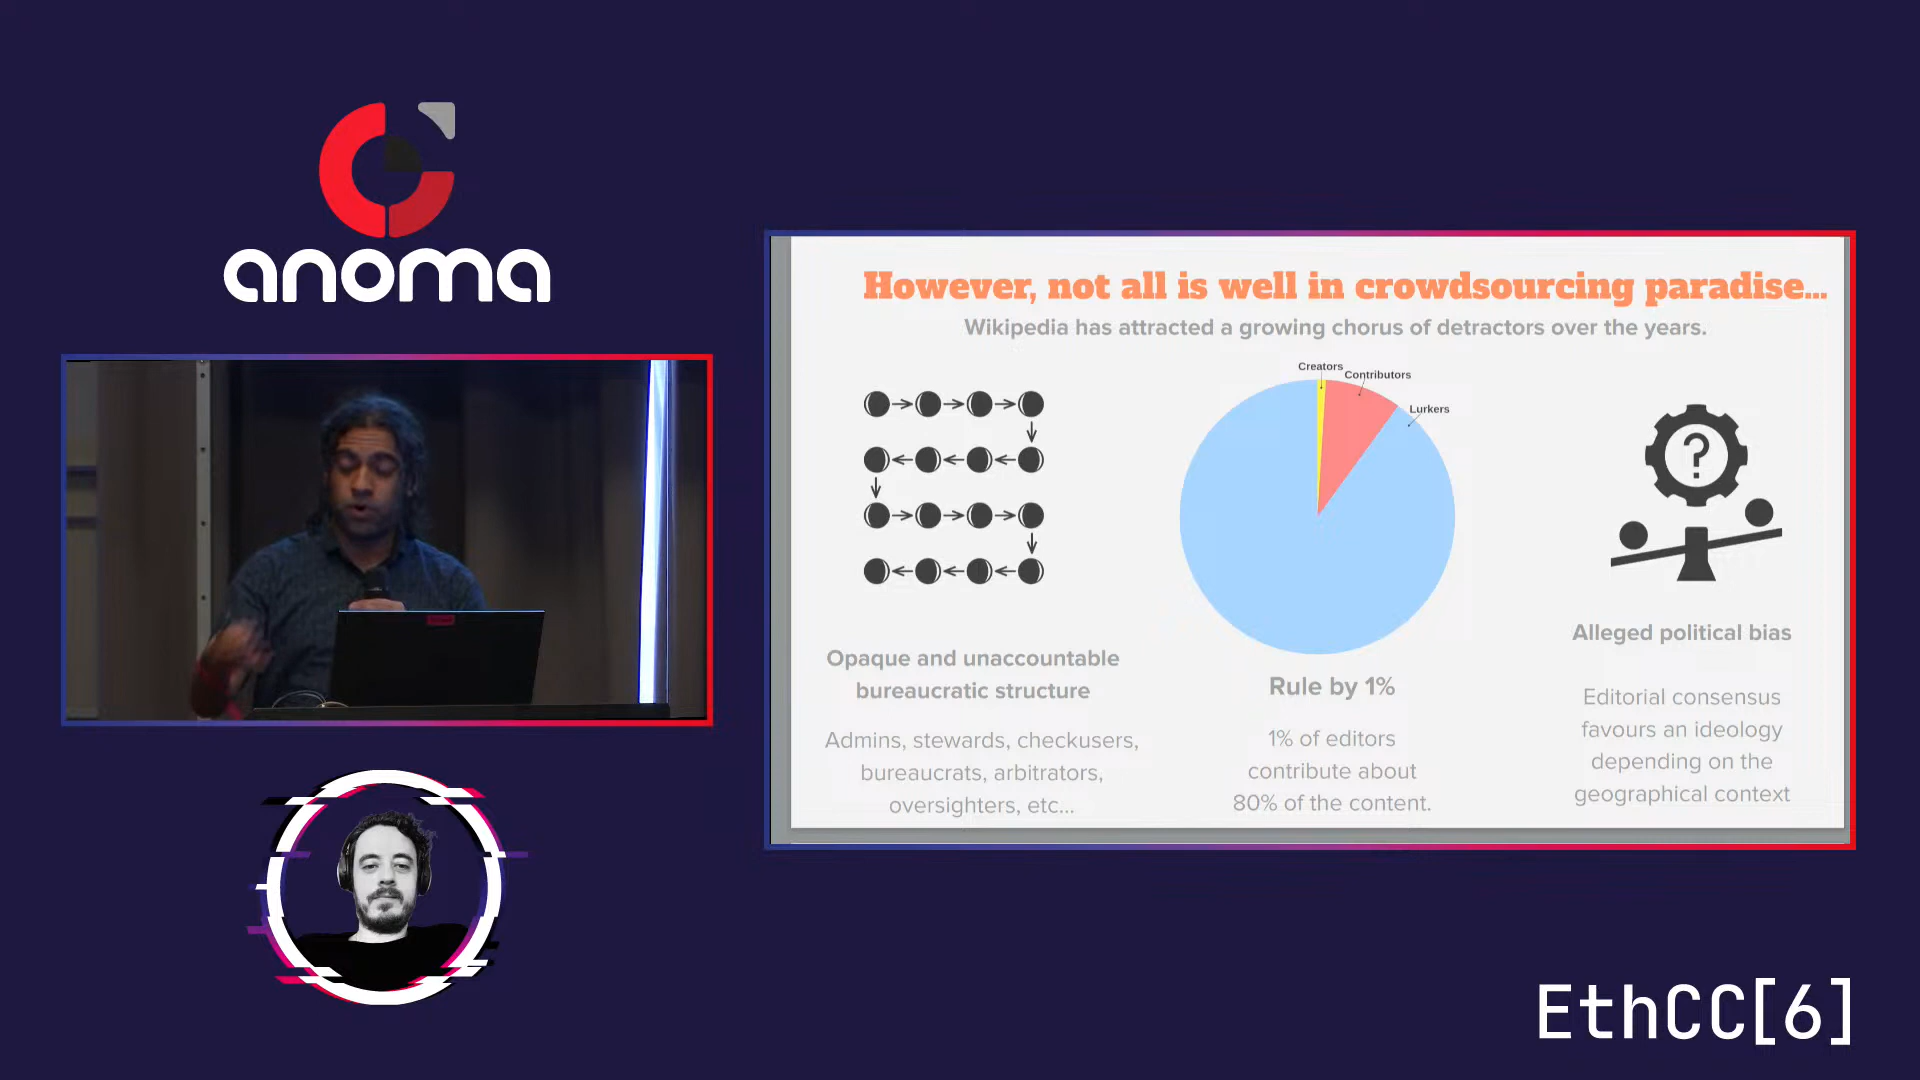 anoma
However, not all is well in crowdsourcing paradise...
Wikipedia has attracted a growing chorus of detractors over the years.
Creators
Contributors
Lurkers
?
Opaque and unaccountable
bureaucratic structure
Admins, stewards, checkusers,
bureaucrats, arbitrators,
oversighters, etc...
Rule by 1%
1% of editors
contribute about
80% of the content.
Alleged political bias
Editorial consensus
favours an ideology
depending on the
geographical context
EthCC[6]